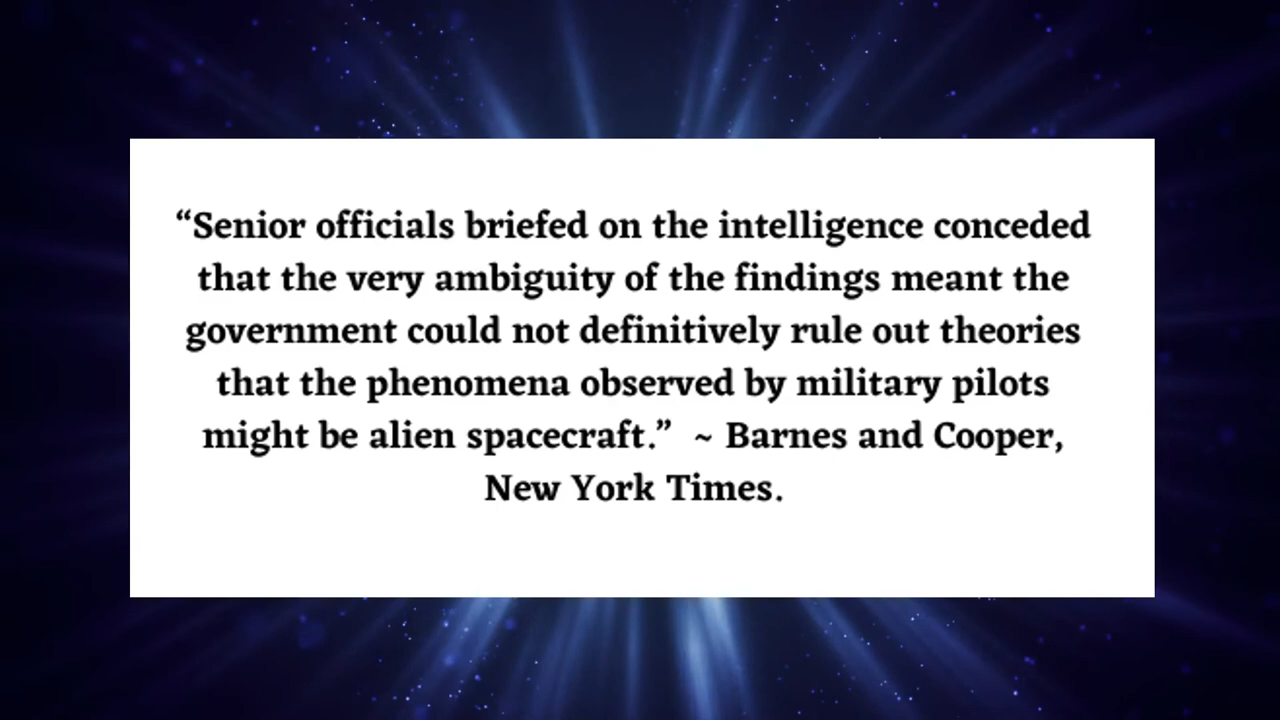 “Senior officials briefed on the intelligence conceded
that the very ambiguity of the findings meant the
government could not definitively rule out theories
that the phenomena observed by military pilots
might be alien spacecraft.”  ~ Barnes and Cooper,
New York Times.